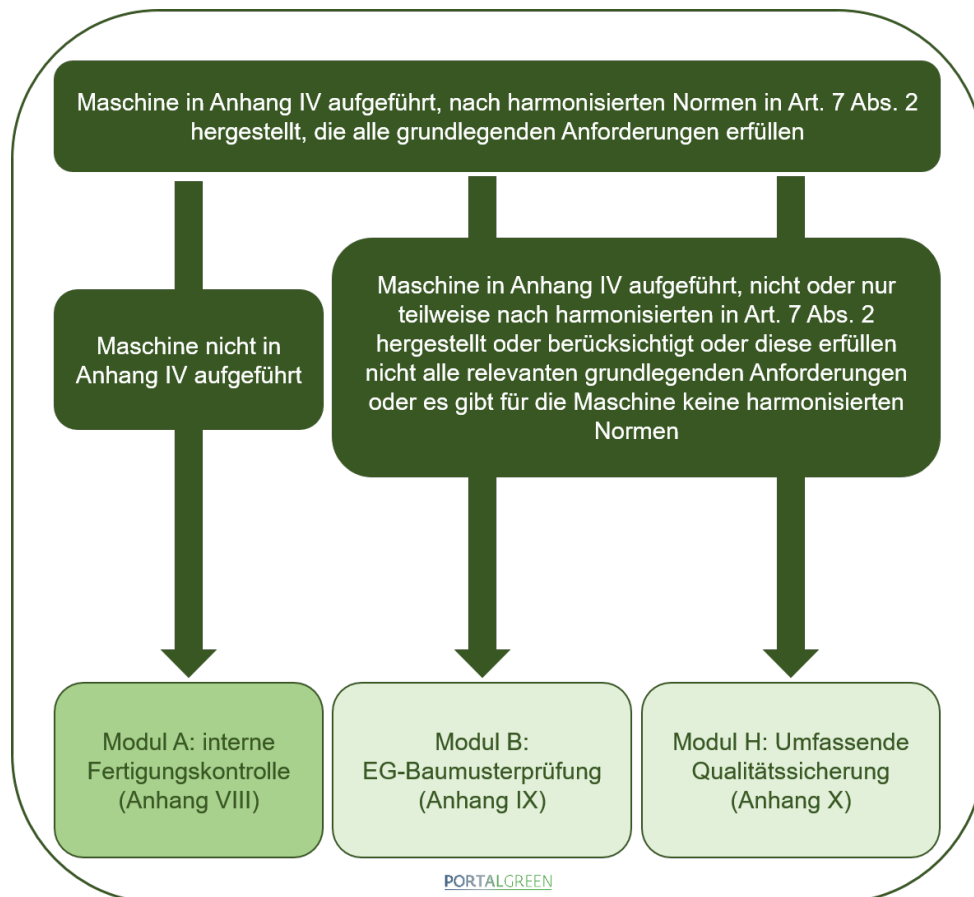 Maschine in Anhang IV aufgeführt, nach harmonisierten Normen in Art. 7 Abs. 2
hergestellt, die alle grundlegenden Anforderungen erfüllen
Maschine nicht in
Anhang IV aufgeführt
Maschine in Anhang IV aufgeführt, nicht oder nur
teilweise nach harmonisierten in Art. 7 Abs. 2
hergestellt oder berücksichtigt oder diese erfüllen
nicht alle relevanten grundlegenden Anforderungen
oder es gibt für die Maschine keine harmonisierten
Normen
Modul A: interne
Fertigungskontrolle
(Anhang VIII)
Modul B:
EG-Baumusterprüfung
(Anhang IX)
Modul H: Umfassende
Qualitätssicherung
(Anhang X)
PORTALGREEN